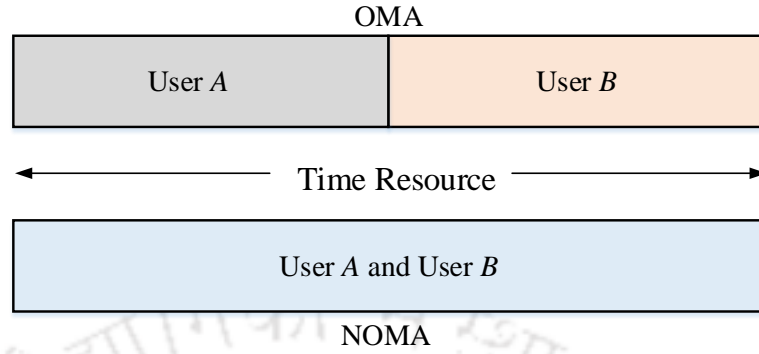 OMA
User A
User B
Time Resource
User A and User B
NOMA